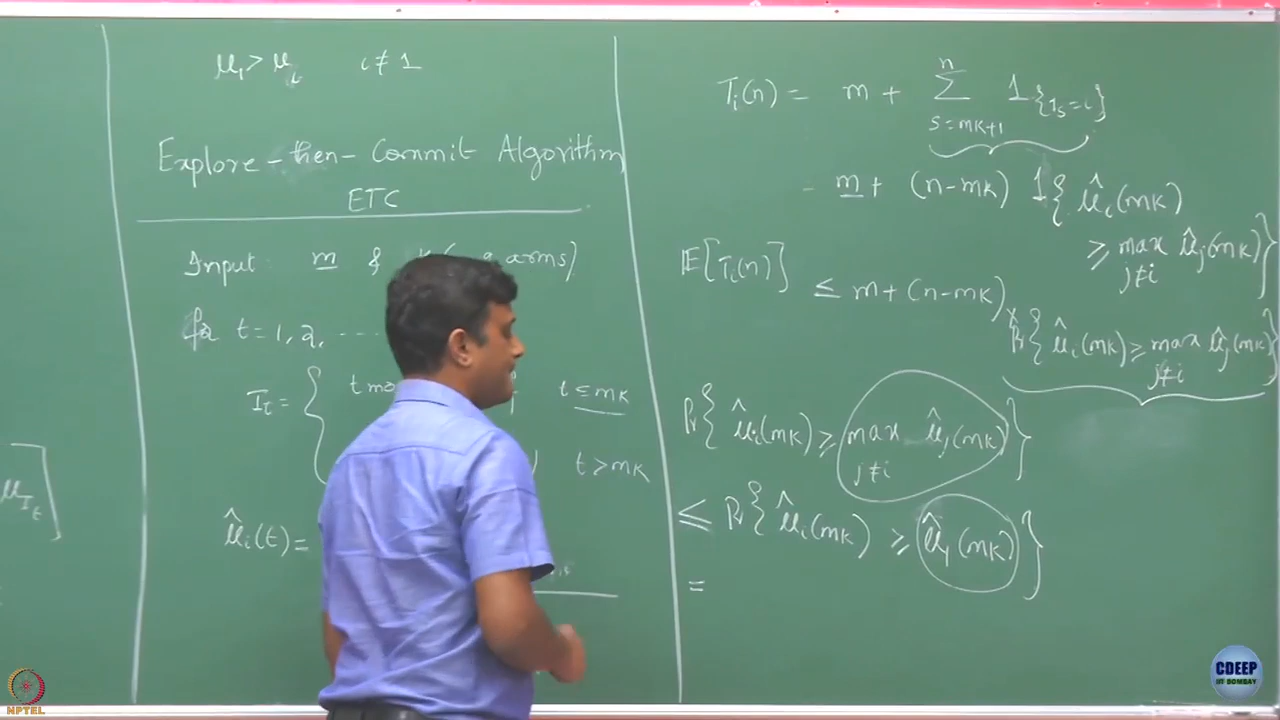 μ₁ > μᵢ i ≠ 1
Explore-then-Commit Algorithm
ETC
Input: m & K ( arms)
for t = 1, 2, ....
Iₜ = { t mo t ≤ mK
t > mK
μ̂ᵢ(t) =
μ_{Iₜ} ]
Tᵢ(n) = m + Σ_{s=mK+1}^{n} 1{Iₛ=i}
m + (n-mK) 1{ μ̂ᵢ(mK)
≥ max_{j≠i} μ̂ⱼ(mK) }
E[Tᵢ(n)]
≤ m + (n-mK) ×
Pr{ μ̂ᵢ(mK) ≥ max_{j≠i} μ̂ⱼ(mK) }
Pr{ μ̂ᵢ(mK) ≥ max_{j≠i} μ̂ⱼ(mK) }
≤ Pr{ μ̂ᵢ(mK) ≥ μ̂₁(mK) }
=
NPTEL
CDEEP
IIT BOMBAY